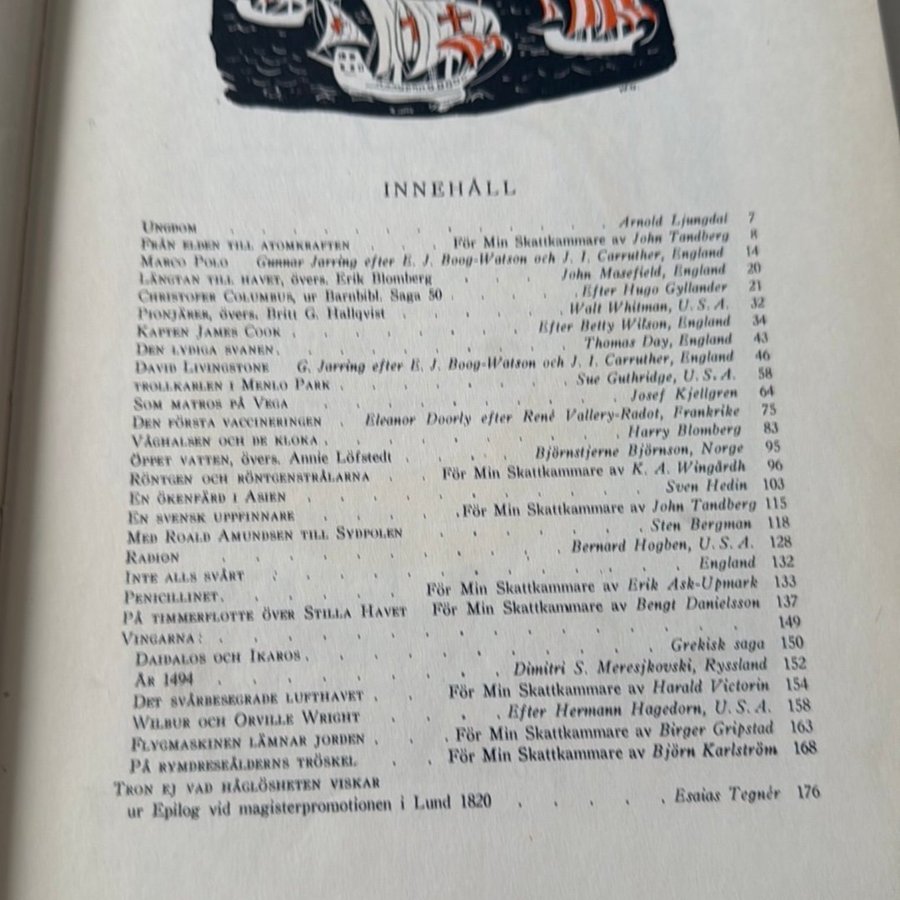 INNEHÅLL
UNGDOM . . . . . . . . . . Arnold Ljungdal 7
FRÅN ELDEN TILL ATOMKRAFTEN . . . För Min Skattkammare av John Tandberg 8
MARCO POLO Gunnar Jarring efter E. J. Boog-Watson och J. I. Carruther, England 14
LÄNGTAN TILL HAVET, övers. Erik Blomberg . . . . John Masefield, England 20
CHRISTOFER COLUMBUS, ur Barnbibl. Saga 50 . . . . . Efter Hugo Gyllander 21
PIONJÄRER, övers. Britt G. Hallqvist . . . . . . Walt Whitman, U. S. A. 32
KAPTEN JAMES COOK . . . . . . . Efter Betty Wilson, England 34
DEN LYDIGA SVANEN . . . . . . . . Thomas Day, England 43
DAVID LIVINGSTONE G. Jarring efter E. J. Boog-Watson och J. I. Carruther, England 46
TROLLKARLEN I MENLO PARK . . . . . . . Sue Guthridge, U. S. A. 58
SOM MATROS PÅ VEGA . . . . . . . . . Josef Kjellgren 64
DEN FÖRSTA VACCINERINGEN . Eleanor Doorly efter René Vallery-Radot, Frankrike 75
VÅGHALSEN OCH DE KLOKA . . . . . . . . . Harry Blomberg 83
ÖPPET VATTEN, övers. Annie Löfstedt . . . . Björnstjerne Björnson, Norge 95
RÖNTGEN OCH RÖNTGENSTRÅLARNA . . För Min Skattkammare av K. A. Wingårdh 96
EN ÖKENFÄRD I ASIEN . . . . . . . . . . Sven Hedin 103
EN SVENSK UPPFINNARE . . . . . För Min Skattkammare av John Tandberg 115
MED ROALD AMUNDSEN TILL SYDPOLEN . . . . . . Sten Bergman 118
RADION . . . . . . . . . Bernard Hogben, U. S. A. 128
INTE ALLS SVÅRT . . . . . . . . . . . England 132
PENICILLINET . . . . . . För Min Skattkammare av Erik Ask-Upmark 133
PÅ TIMMERFLOTTE ÖVER STILLA HAVET För Min Skattkammare av Bengt Danielsson 137
VINGARNA: . . . . . . . . . . . . . 149
DAIDALOS OCH IKAROS . . . . . . . . . . Grekisk saga 150
ÅR 1494 . . . . . . . . Dimitri S. Meresjkovski, Ryssland 152
DET SVÅRBESEGRADE LUFTHAVET . . . För Min Skattkammare av Harald Victorin 154
WILBUR OCH ORVILLE WRIGHT . . . . Efter Hermann Hagedorn, U. S. A. 158
FLYGMASKINEN LÄMNAR JORDEN . . . För Min Skattkammare av Birger Gripstad 163
PÅ RYMDRESEÅLDERNS TRÖSKEL . . För Min Skattkammare av Björn Karlström 168
TRON EJ VAD HÅGLÖSHETEN VISKAR
ur Epilog vid magisterpromotionen i Lund 1820 . . . . . Esaias Tegnér 176